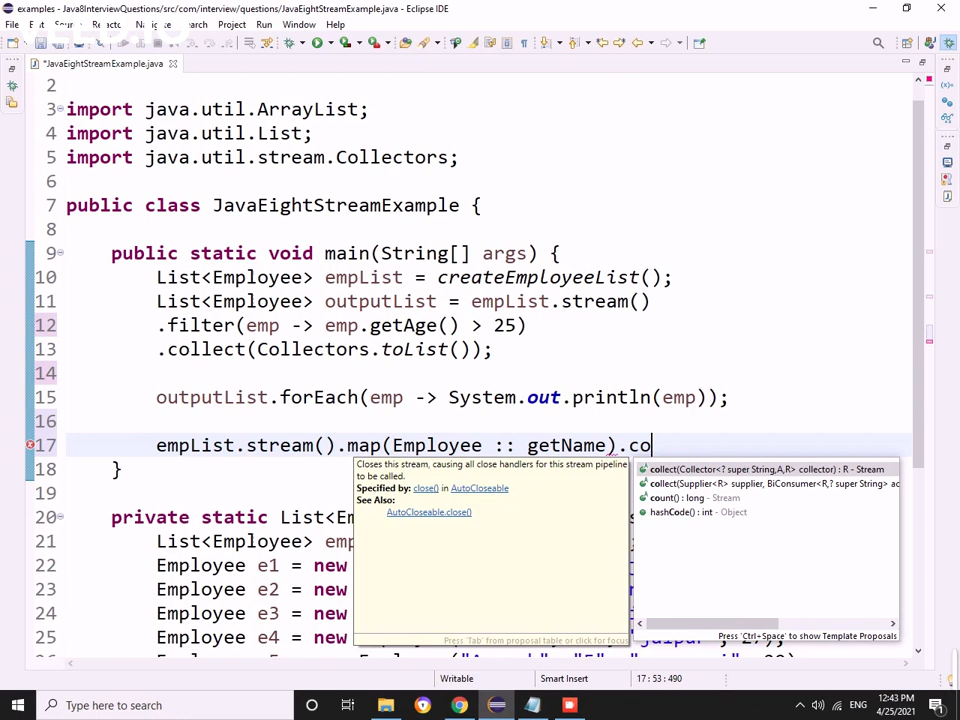 examples - Java8InterviewQuestions/src/com/interview/questions/JavaEightStreamExample.java - Eclipse IDE
File Search Project Run Window Help
*JavaEightStreamExample.java
2
3 import java.util.ArrayList;
4 import java.util.List;
5 import java.util.stream.Collectors;
6
7 public class JavaEightStreamExample {
8
9 public static void main(String[] args) {
10 List<Employee> empList = createEmployeeList();
11 List<Employee> outputList = empList.stream()
12 .filter(emp -> emp.getAge() > 25)
13 .collect(Collectors.toList());
14
15 outputList.forEach(emp -> System.out.println(emp));
16
17 empList.stream().map(Employee :: getName).co
18 }
19
20 private static List<Em
21 List<Employee> emp
22 Employee e1 = new
23 Employee e2 = new
24 Employee e3 = new
25 Employee e4 = new
Closes this stream, causing all close handlers for this stream pipeline
to be called.
Specified by: close() in AutoCloseable
See Also:
AutoCloseable.close()
Press 'Tab' from proposal table or click for focus
collect(Collector<? super String,A,R> collector) : R - Stream
collect(Supplier<R> supplier, BiConsumer<R,? super String> ac
count() : long - Stream
hashCode() : int - Object
Press 'Ctrl+Space' to show Template Proposals
Writable Smart Insert 17 : 53 : 490
Type here to search
ENG
12:43 PM
4/25/2021